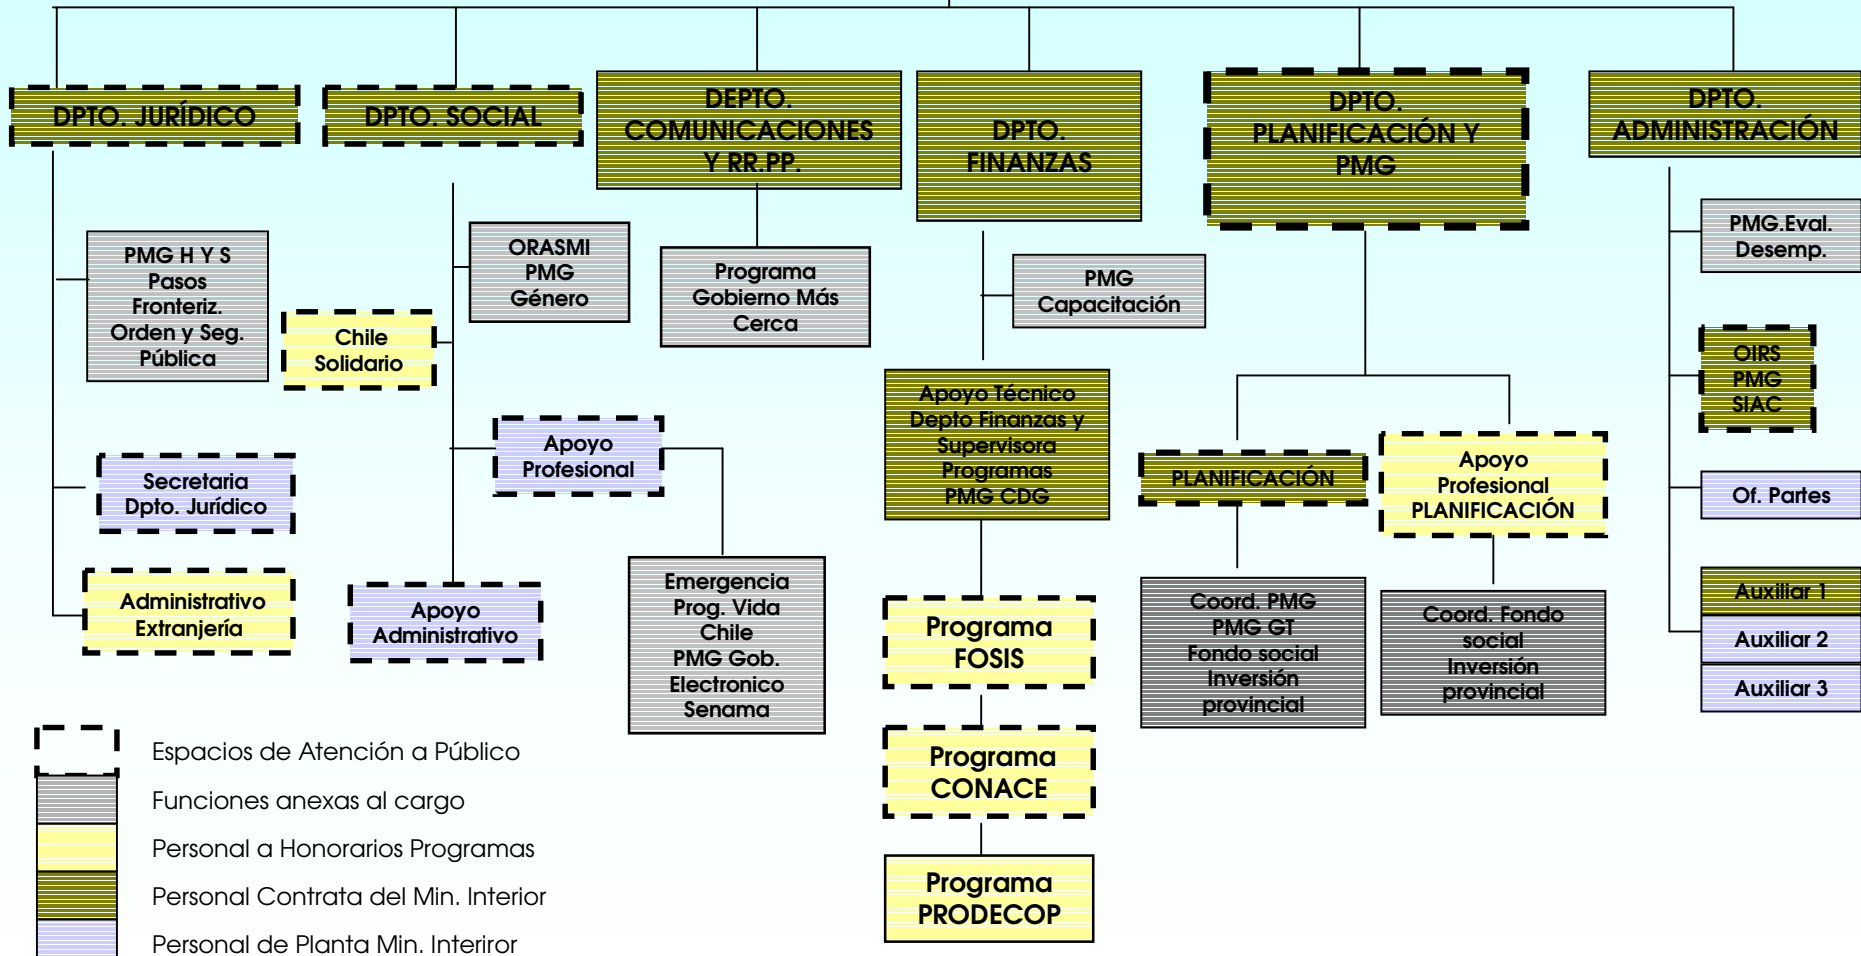 DPTO. JURÍDICO
PMG H Y S
Pasos
Fronteriz.
Orden y Seg.
Pública
Secretaria
Dpto. Jurídico
Administrativo
Extranjería
DPTO. SOCIAL
ORASMI
PMG
Género
Chile
Solidario
Apoyo
Profesional
Apoyo
Administrativo
Emergencia
Prog. Vida
Chile
PMG Gob.
Electronico
Senama
DEPTO.
COMUNICACIONES
Y RR.PP.
Programa
Gobierno Más
Cerca
DPTO.
FINANZAS
PMG
Capacitación
Apoyo Técnico
Depto Finanzas y
Supervisora
Programas
PMG CDG
Programa
FOSIS
Programa
CONACE
Programa
PRODECOP
DPTO.
PLANIFICACIÓN Y
PMG
PLANIFICACIÓN
Coord. PMG
PMG GT
Fondo social
Inversión
provincial
Apoyo
Profesional
PLANIFICACIÓN
Coord. Fondo
social
Inversión
provincial
DPTO.
ADMINISTRACIÓN
PMG.Eval.
Desemp.
OIRS
PMG
SIAC
Of. Partes
Auxiliar 1
Auxiliar 2
Auxiliar 3
Espacios de Atención a Público
Funciones anexas al cargo
Personal a Honorarios Programas
Personal Contrata del Min. Interior
Personal de Planta Min. Interiror